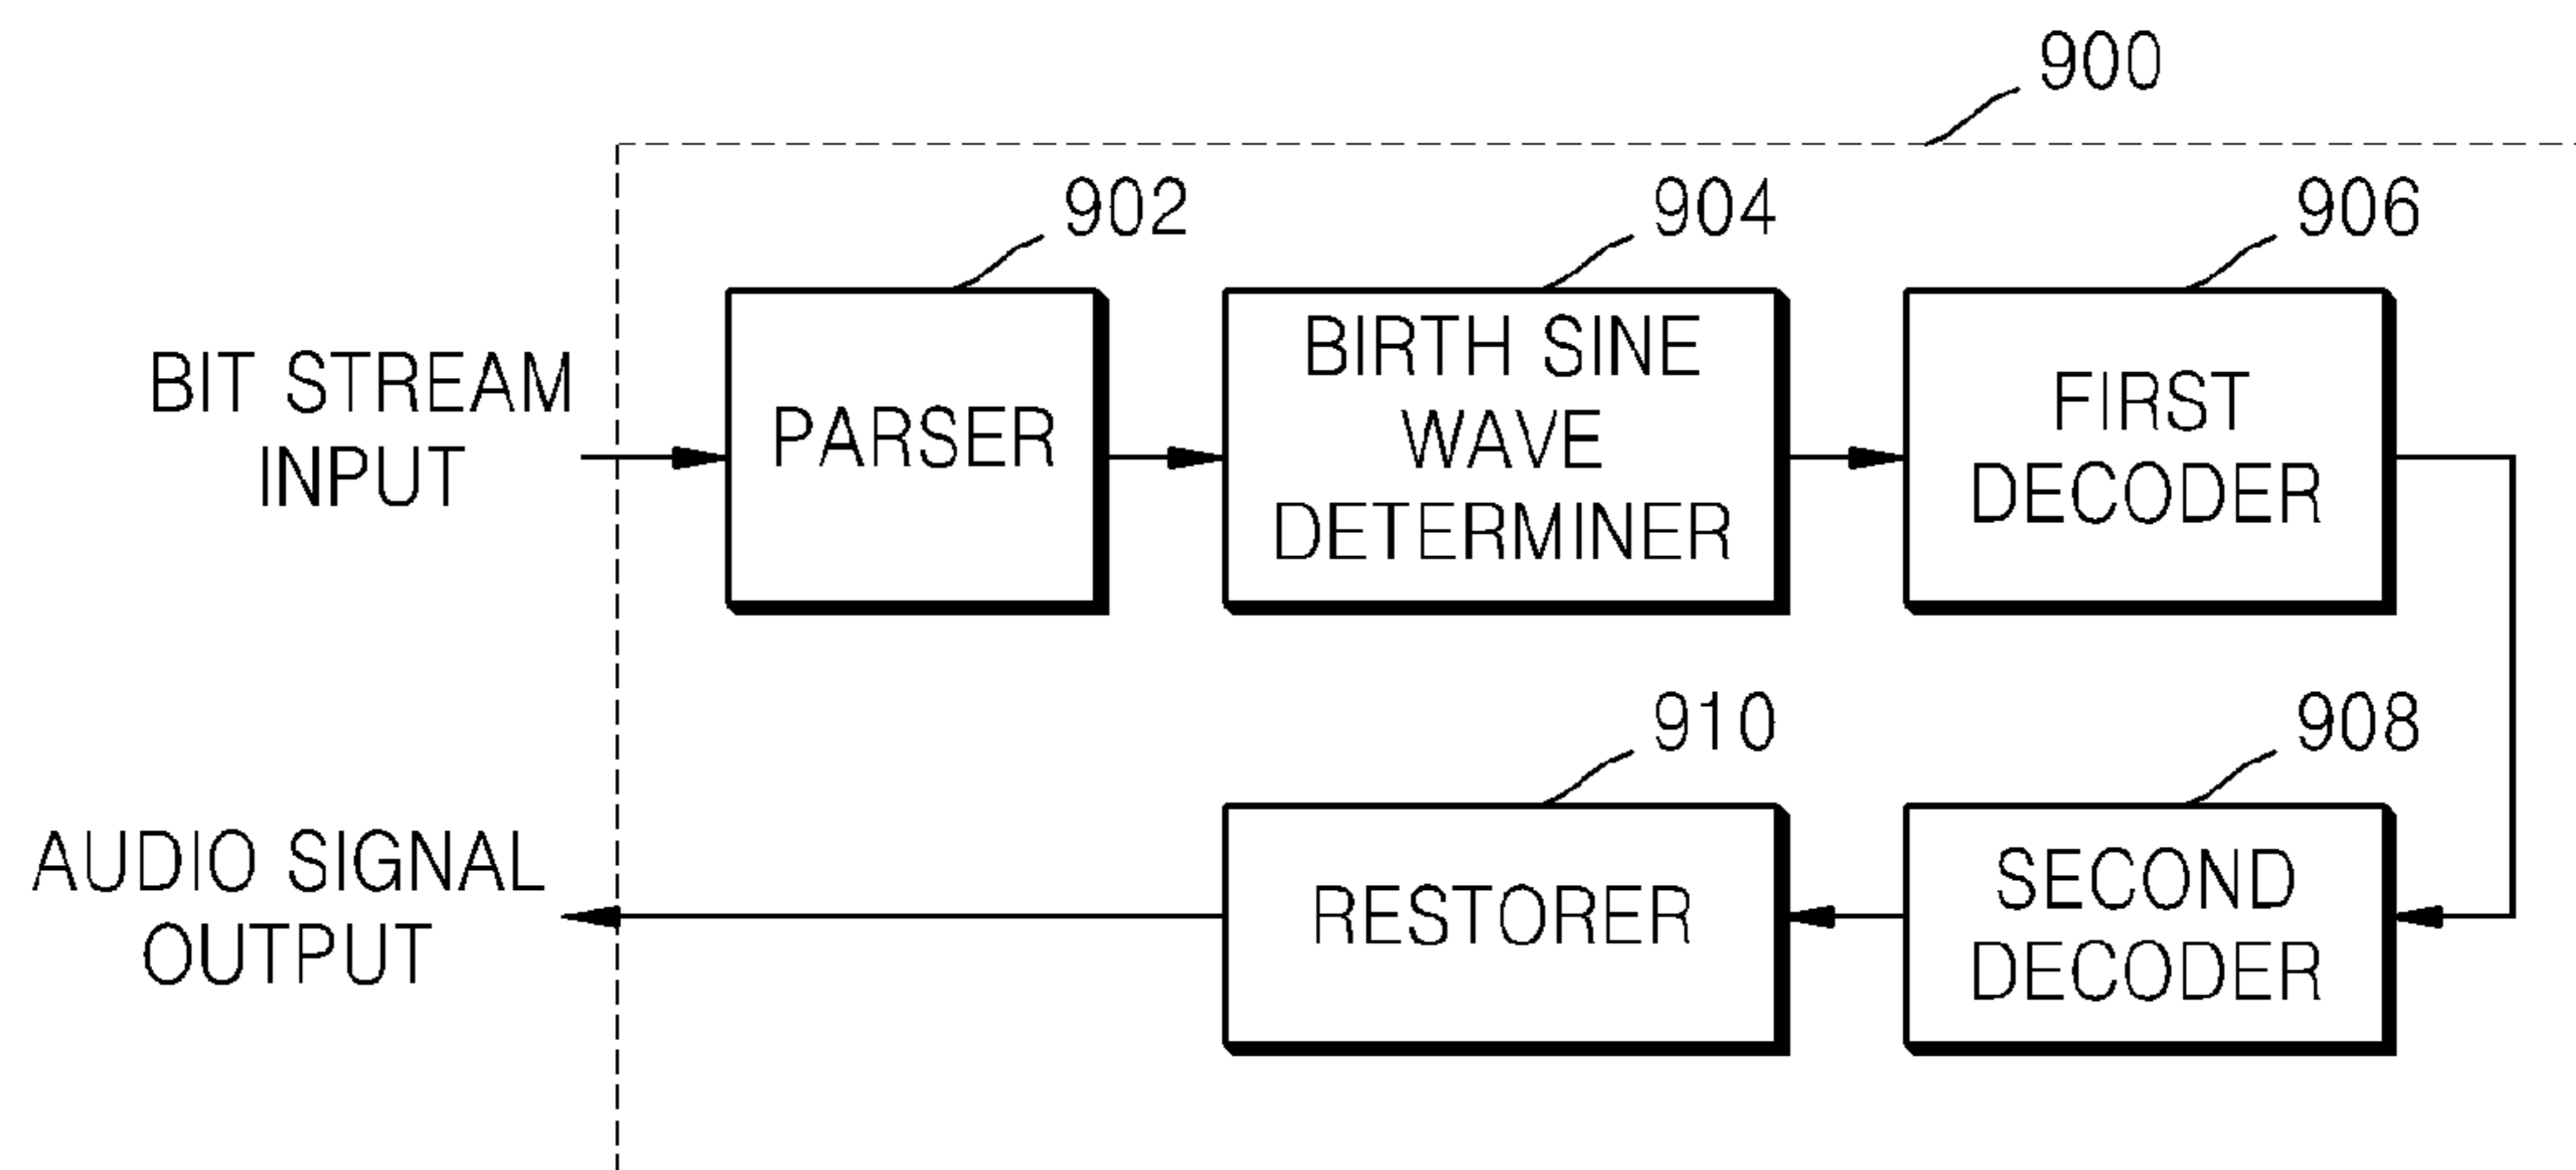 900
902
904
906
BIT STREAM
INPUT
PARSER
BIRTH SINE
WAVE
DETERMINER
FIRST
DECODER
910
908
AUDIO SIGNAL
OUTPUT
RESTORER
SECOND
DECODER